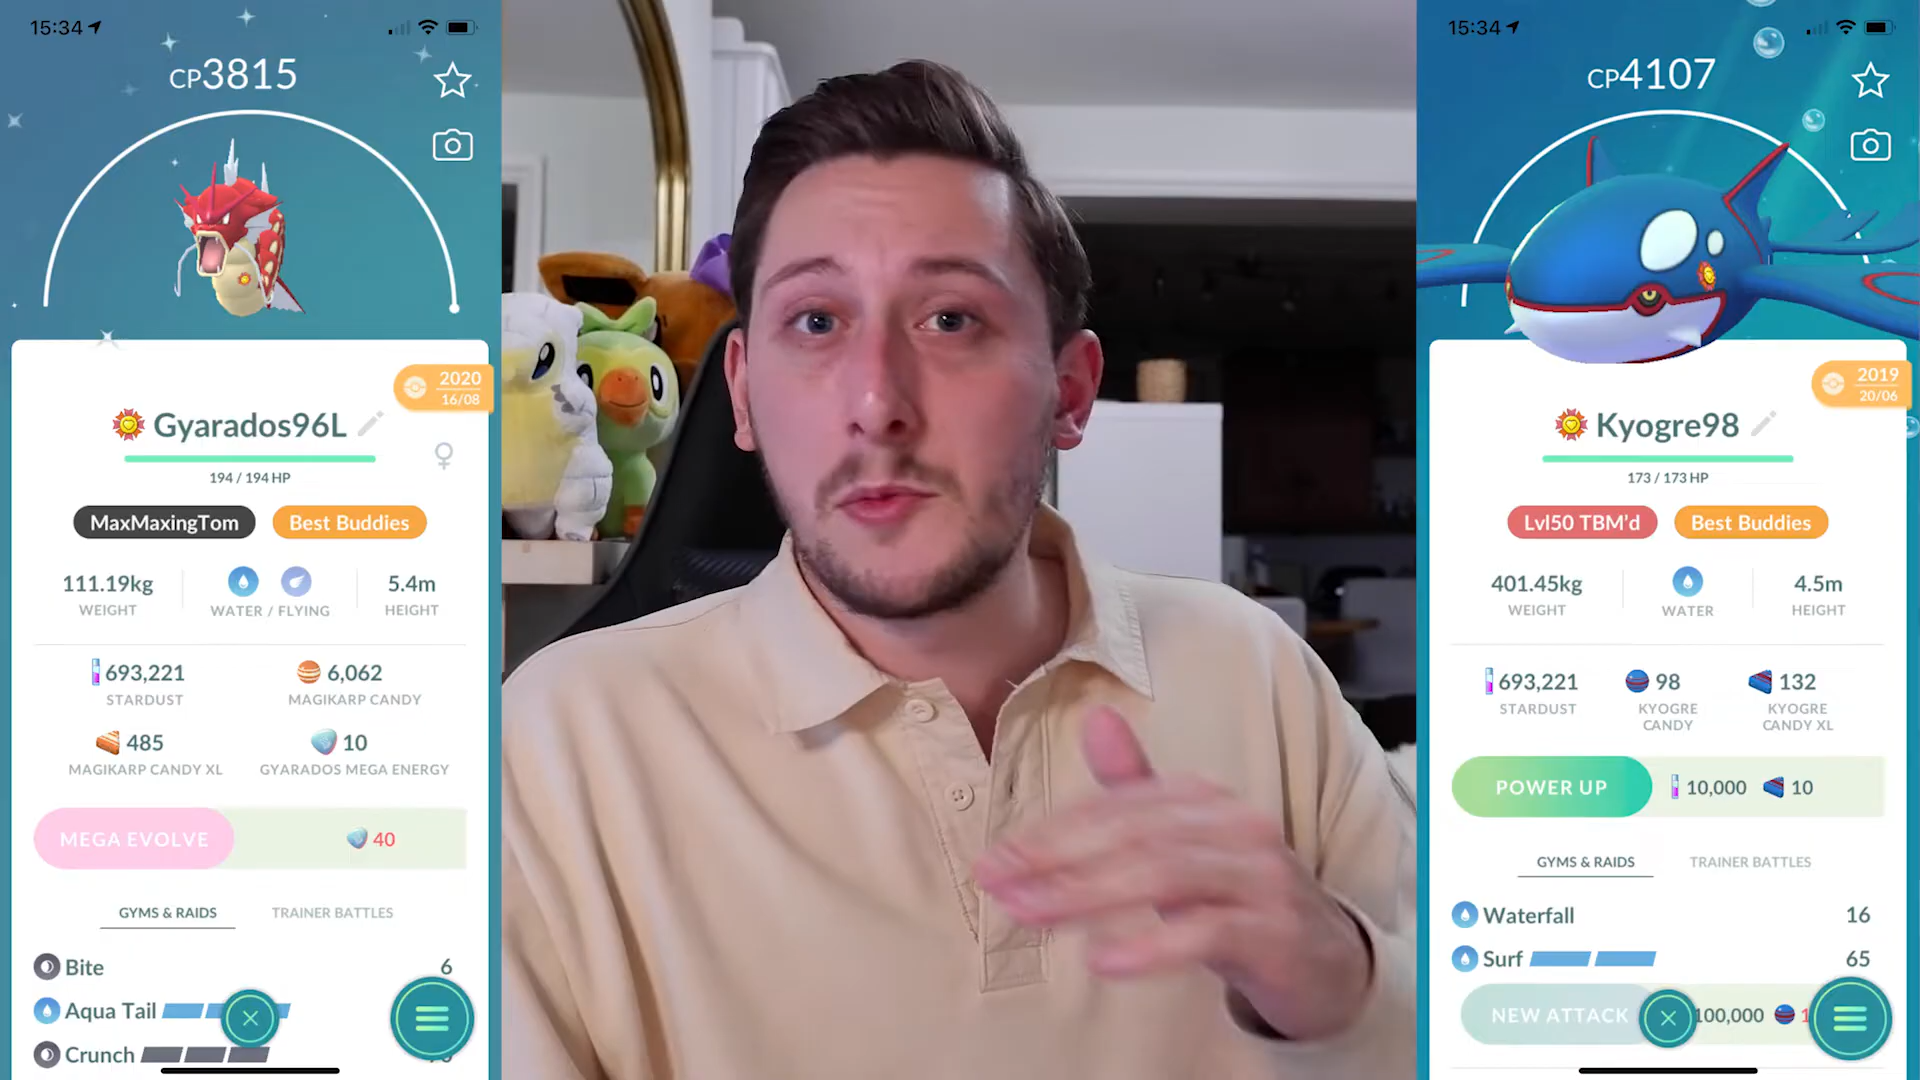 15:34
CP3815
2020
16/08
Gyarados96L
194 / 194 HP
MaxMaxingTom
Best Buddies
111.19kg
WEIGHT
WATER / FLYING
5.4m
HEIGHT
693,221
STARDUST
6,062
MAGIKARP CANDY
485
MAGIKARP CANDY XL
10
GYARADOS MEGA ENERGY
MEGA EVOLVE
40
GYMS & RAIDS
TRAINER BATTLES
Bite
6
Aqua Tail
Crunch
15:34
CP4107
2019
20/06
Kyogre98
173 / 173 HP
Lvl50 TBM'd
Best Buddies
401.45kg
WEIGHT
WATER
4.5m
HEIGHT
693,221
STARDUST
98
KYOGRE
CANDY
132
KYOGRE
CANDY XL
POWER UP
10,000
10
GYMS & RAIDS
TRAINER BATTLES
Waterfall
16
Surf
65
NEW ATTACK
100,000